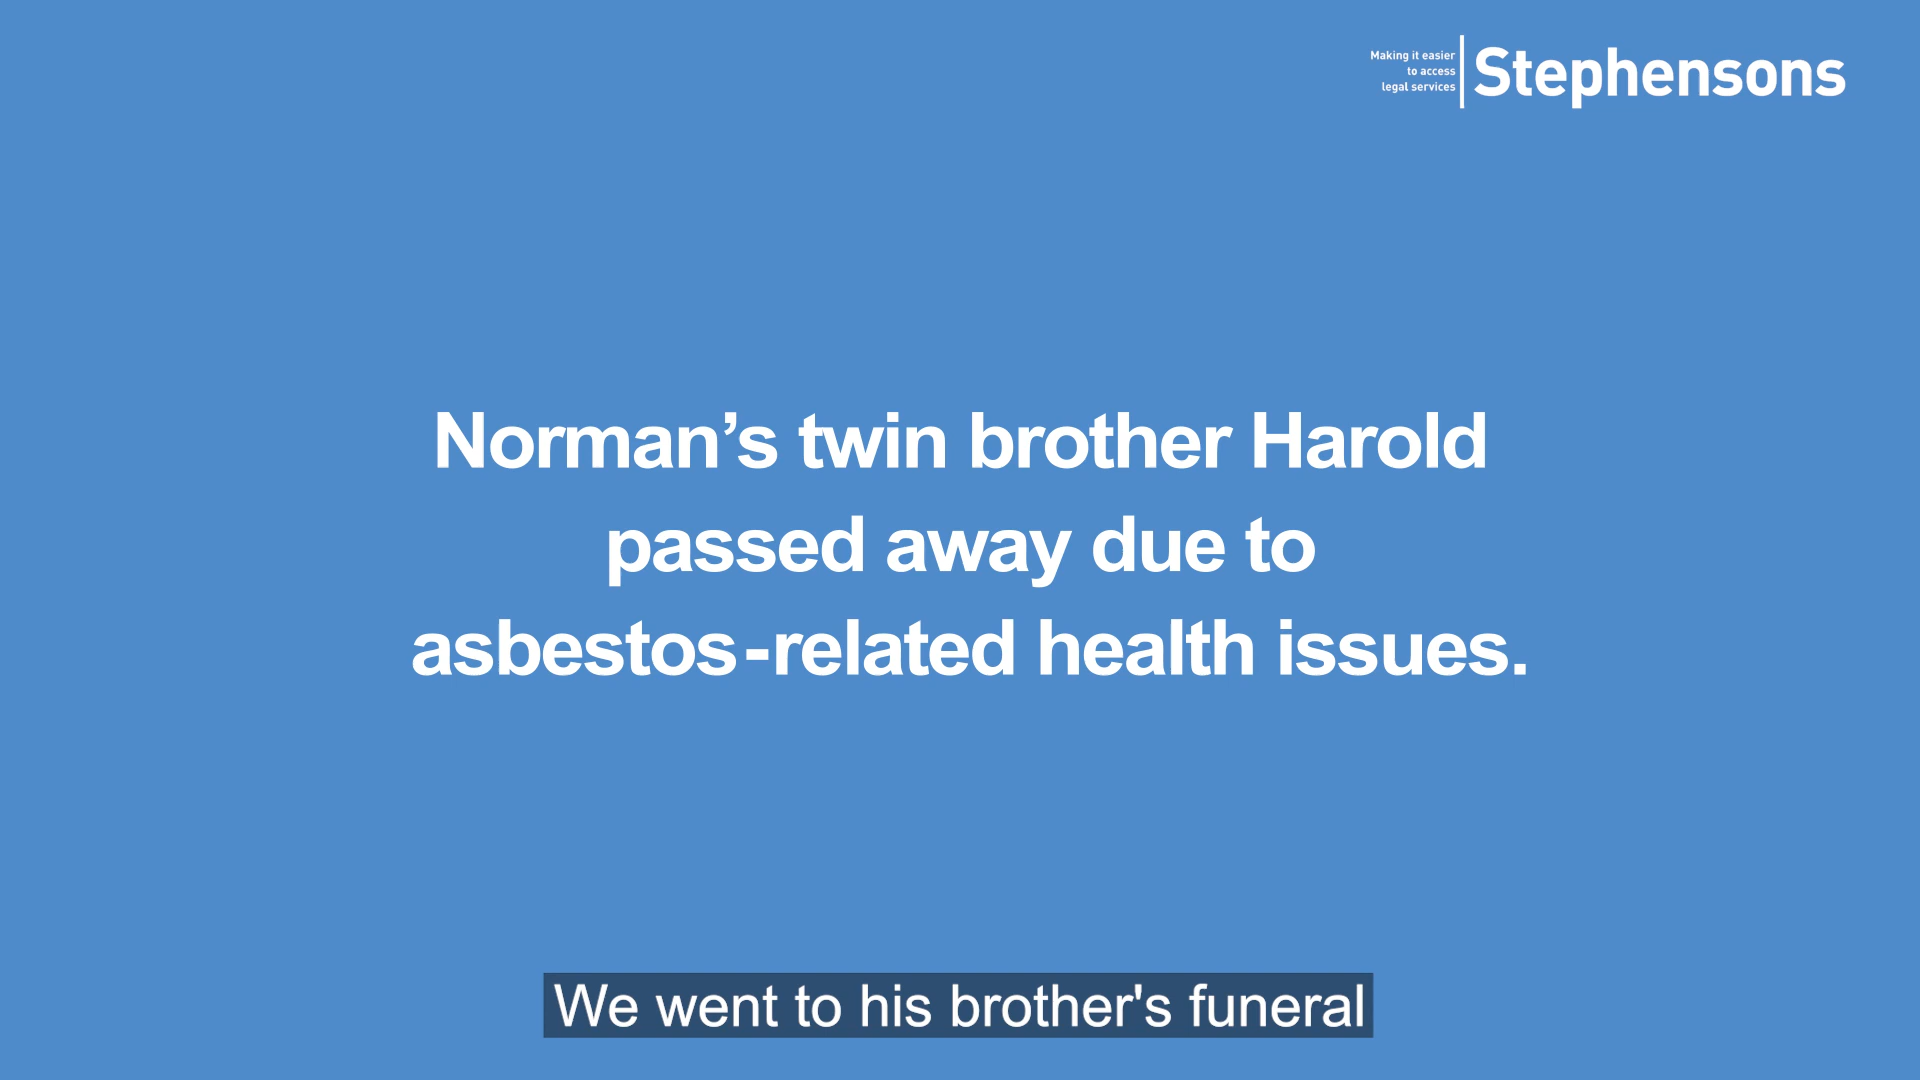 Making it easier
to access
legal services
Stephensons
Norman’s twin brother Harold
passed away due to
asbestos-related health issues.
We went to his brother's funeral